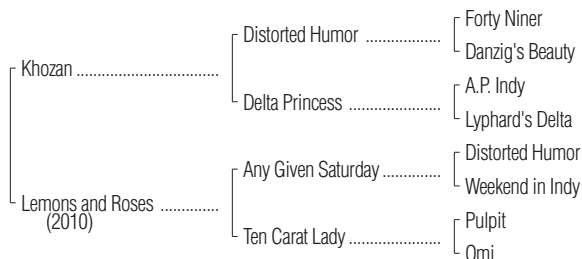 Forty Niner
Distorted Humor ....................
Danzig's Beauty
Khozan ......................................
A.P. Indy
Delta Princess ........................
Lyphard's Delta
Distorted Humor
Any Given Saturday ...............
Weekend in Indy
Lemons and Roses ...............
(2010)
Pulpit
Ten Carat Lady ........................
Omi